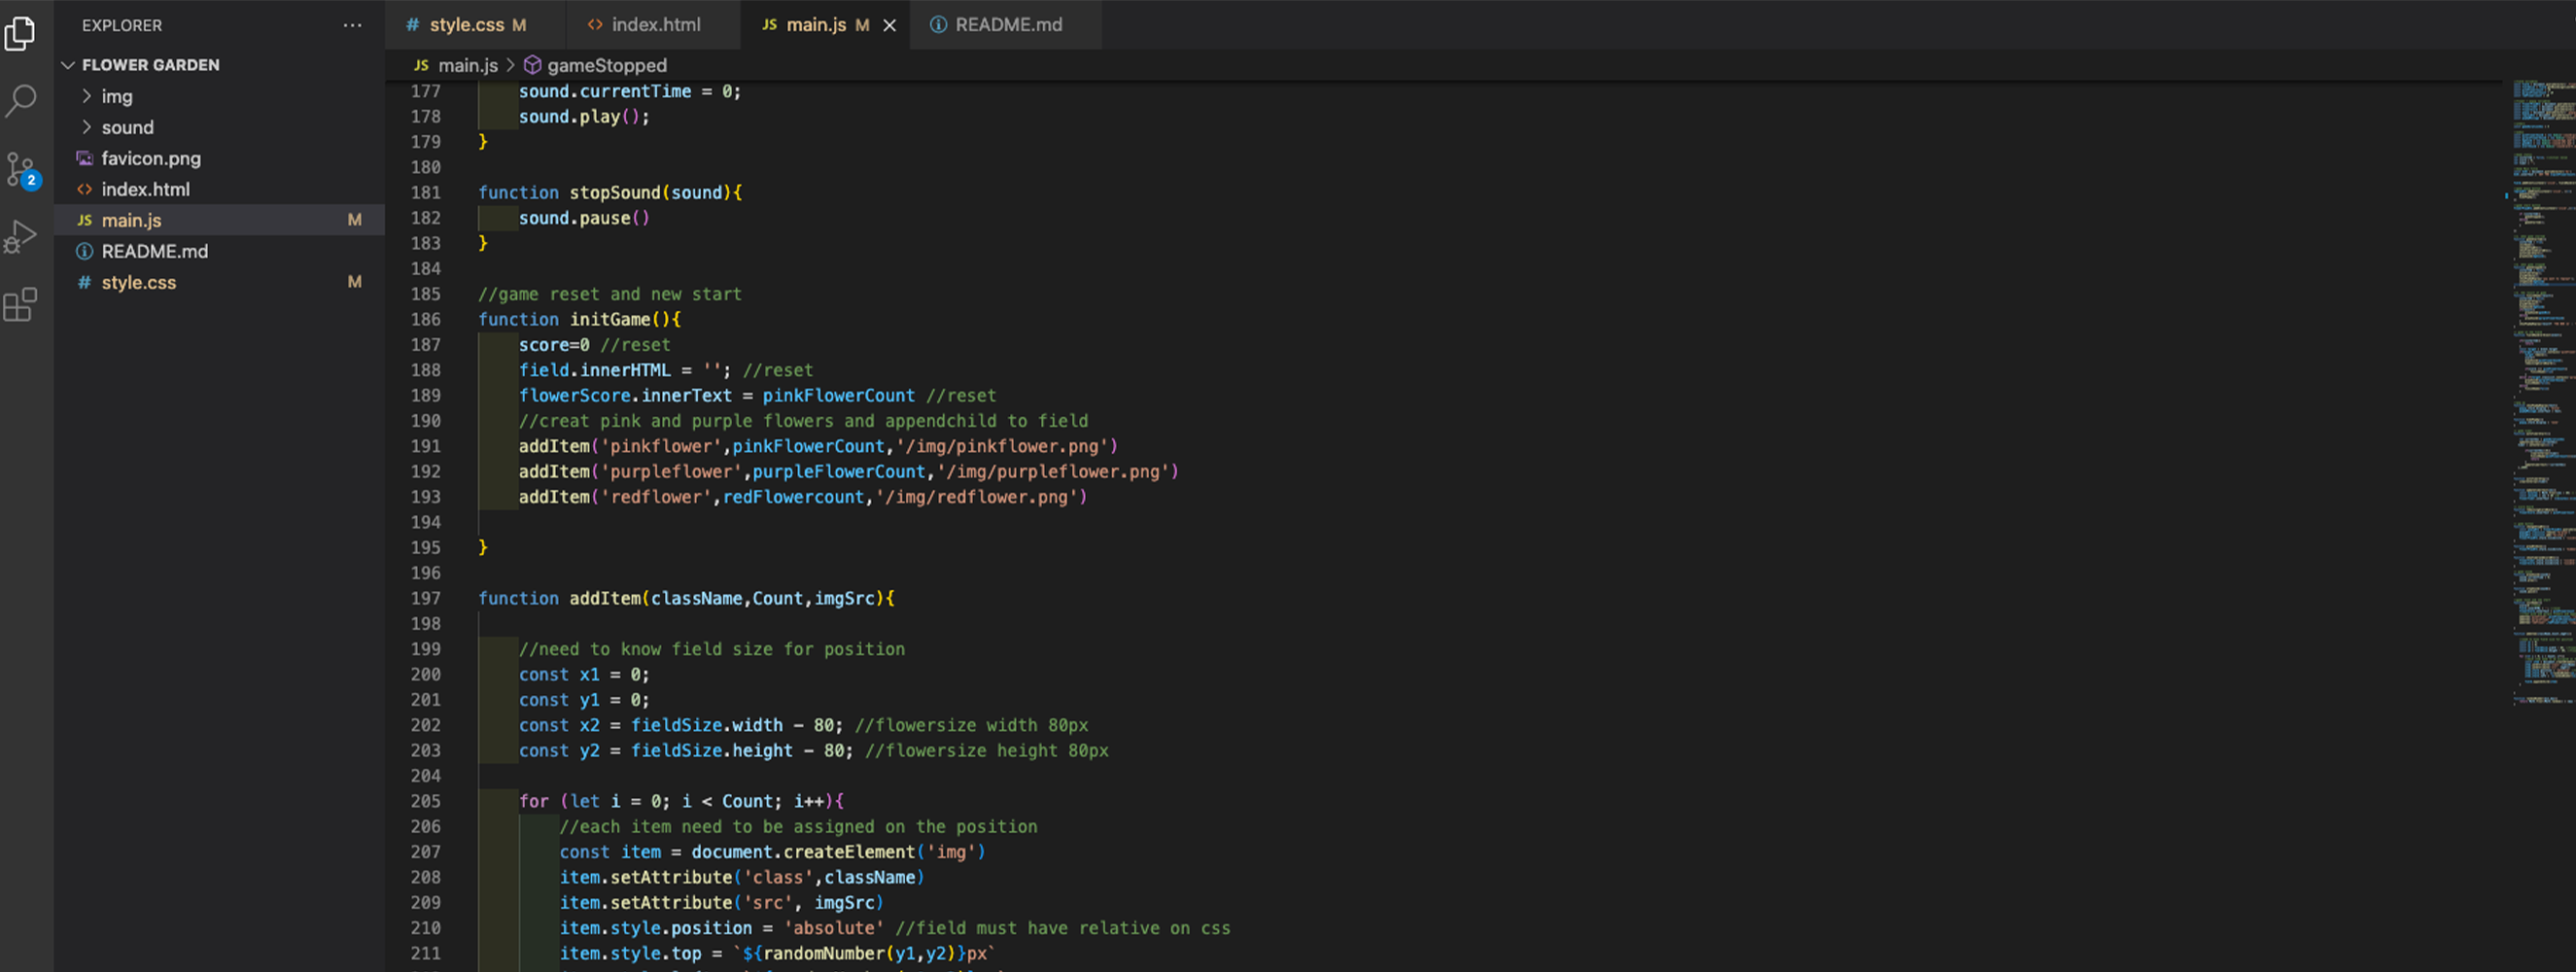 EXPLORER ...
FLOWER GARDEN
img
sound
favicon.png
index.html
JS main.js M
README.md
# style.css M
2
# style.css M
<> index.html
JS main.js M ×
README.md
JS main.js > gameStopped
177 sound.currentTime = 0;
178 sound.play();
179 }
180
181 function stopSound(sound){
182 sound.pause()
183 }
184
185 //game reset and new start
186 function initGame(){
187 score=0 //reset
188 field.innerHTML = ''; //reset
189 flowerScore.innerText = pinkFlowerCount //reset
190 //creat pink and purple flowers and appendchild to field
191 addItem('pinkflower',pinkFlowerCount,'/img/pinkflower.png')
192 addItem('purpleflower',purpleFlowerCount,'/img/purpleflower.png')
193 addItem('redflower',redFlowercount,'/img/redflower.png')
194
195 }
196
197 function addItem(className,Count,imgSrc){
198
199 //need to know field size for position
200 const x1 = 0;
201 const y1 = 0;
202 const x2 = fieldSize.width - 80; //flowersize width 80px
203 const y2 = fieldSize.height - 80; //flowersize height 80px
204
205 for (let i = 0; i < Count; i++){
206 //each item need to be assigned on the position
207 const item = document.createElement('img')
208 item.setAttribute('class',className)
209 item.setAttribute('src', imgSrc)
210 item.style.position = 'absolute' //field must have relative on css
211 item.style.top = `${randomNumber(y1,y2)}px`